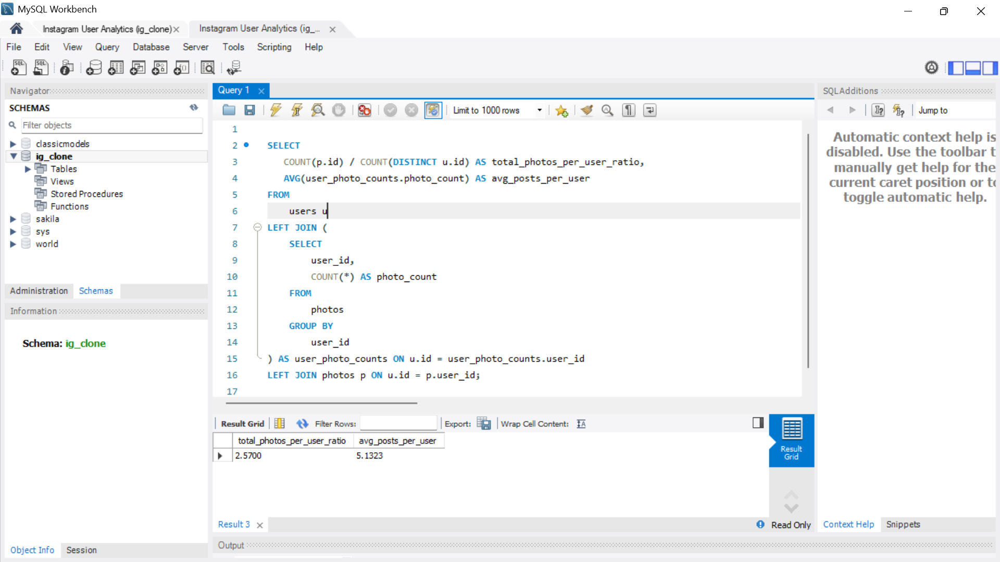 MySQL Workbench
Instagram User Analytics (ig_clone)
Instagram User Analytics (ig_...
File Edit View Query Database Server Tools Scripting Help
Navigator
SCHEMAS
Filter objects
classicmodels
ig_clone
Tables
Views
Stored Procedures
Functions
sakila
sys
world
Administration Schemas
Information
Schema: ig_clone
Object Info Session
Query 1
Limit to 1000 rows
1
2 SELECT
3 COUNT(p.id) / COUNT(DISTINCT u.id) AS total_photos_per_user_ratio,
4 AVG(user_photo_counts.photo_count) AS avg_posts_per_user
5 FROM
6 users u
7 LEFT JOIN (
8 SELECT
9 user_id,
10 COUNT(*) AS photo_count
11 FROM
12 photos
13 GROUP BY
14 user_id
15 ) AS user_photo_counts ON u.id = user_photo_counts.user_id
16 LEFT JOIN photos p ON u.id = p.user_id;
17
Result Grid Filter Rows: Export: Wrap Cell Content:
total_photos_per_user_ratio avg_posts_per_user
2.5700 5.1323
Result
Grid
Result 3
Read Only
Output
SQLAdditions
Jump to
Automatic context help is
disabled. Use the toolbar t
manually get help for the
current caret position or to
toggle automatic help.
Context Help Snippets